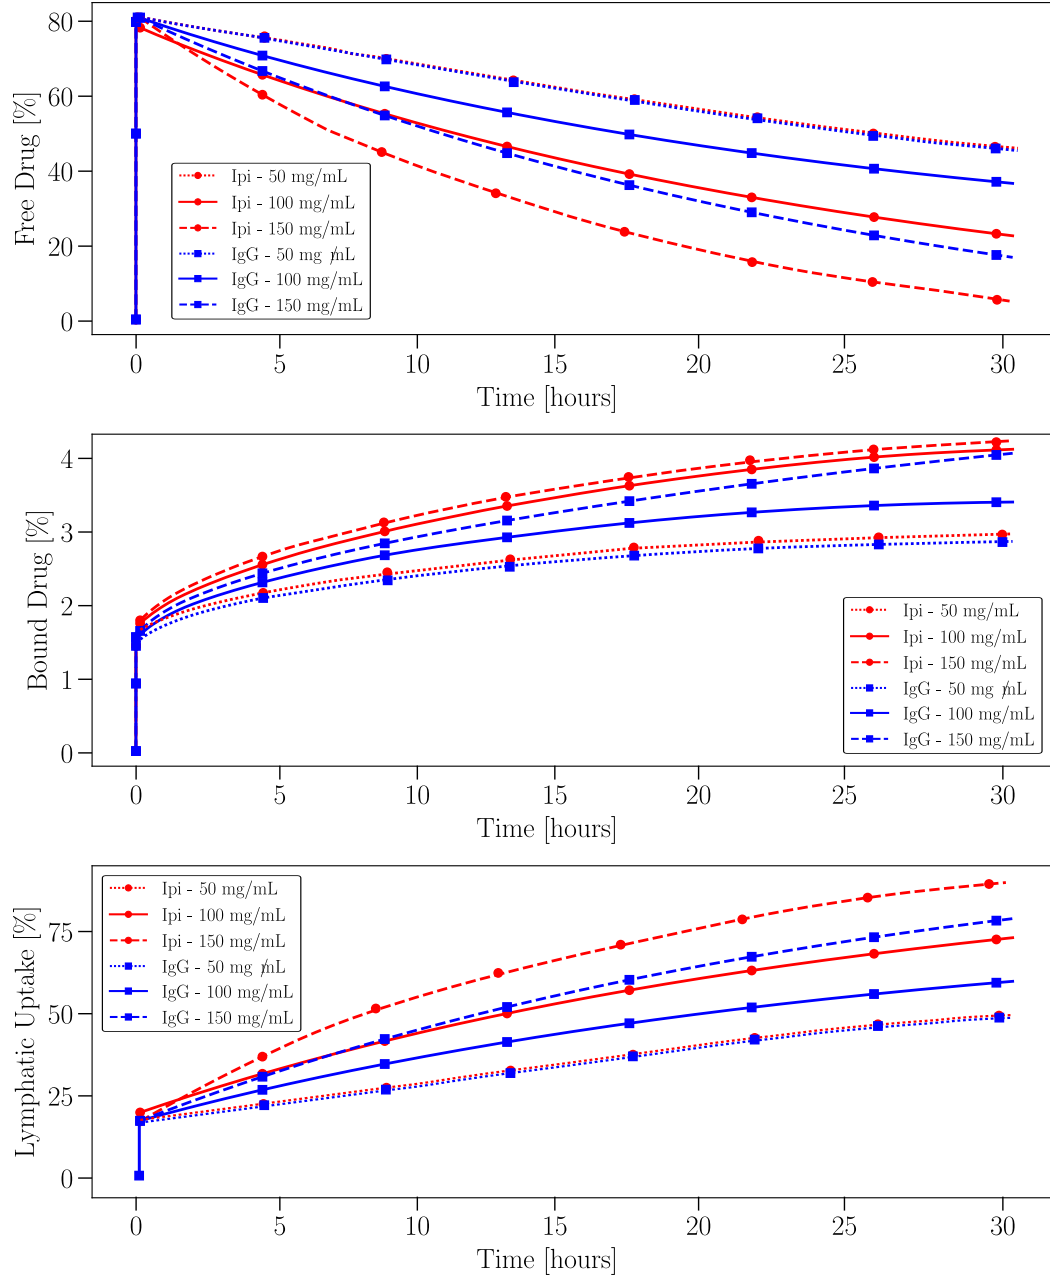 80
60
40
20
0
Free Drug [%]
Ipi - 50 mg/mL
Ipi - 100 mg/mL
Ipi - 150 mg/mL
IgG - 50 mg /mL
IgG - 100 mg/mL
IgG - 150 mg/mL
0 5 10 15 20 25 30
Time [hours]
4
3
2
1
0
Bound Drug [%]
Ipi - 50 mg/mL
Ipi - 100 mg/mL
Ipi - 150 mg/mL
IgG - 50 mg /mL
IgG - 100 mg/mL
IgG - 150 mg/mL
0 5 10 15 20 25 30
Time [hours]
75
50
25
0
Lymphatic Uptake [%]
Ipi - 50 mg/mL
Ipi - 100 mg/mL
Ipi - 150 mg/mL
IgG - 50 mg /mL
IgG - 100 mg/mL
IgG - 150 mg/mL
0 5 10 15 20 25 30
Time [hours]